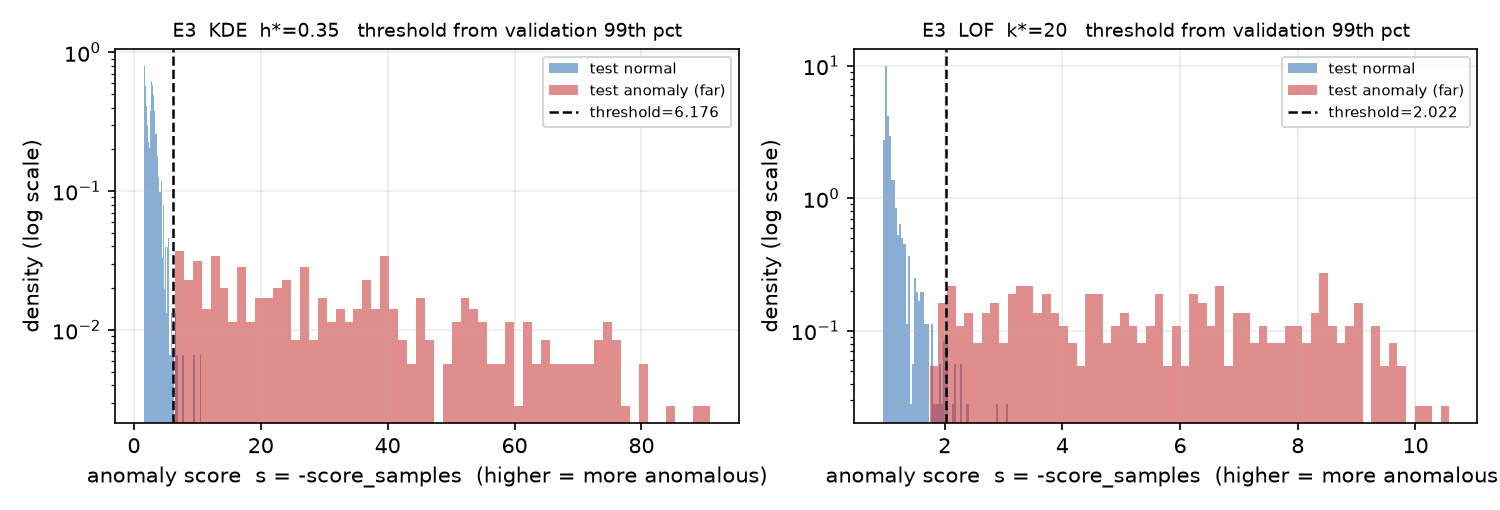 E3  KDE  h*=0.35   threshold from validation 99th pct
density (log scale)
10⁰
10⁻¹
10⁻²
test normal
test anomaly (far)
threshold=6.176
0 20 40 60 80
anomaly score  s = -score_samples  (higher = more anomalous)
E3  LOF  k*=20   threshold from validation 99th pct
density (log scale)
10¹
10⁰
10⁻¹
test normal
test anomaly (far)
threshold=2.022
2 4 6 8 10
anomaly score  s = -score_samples  (higher = more anomalous